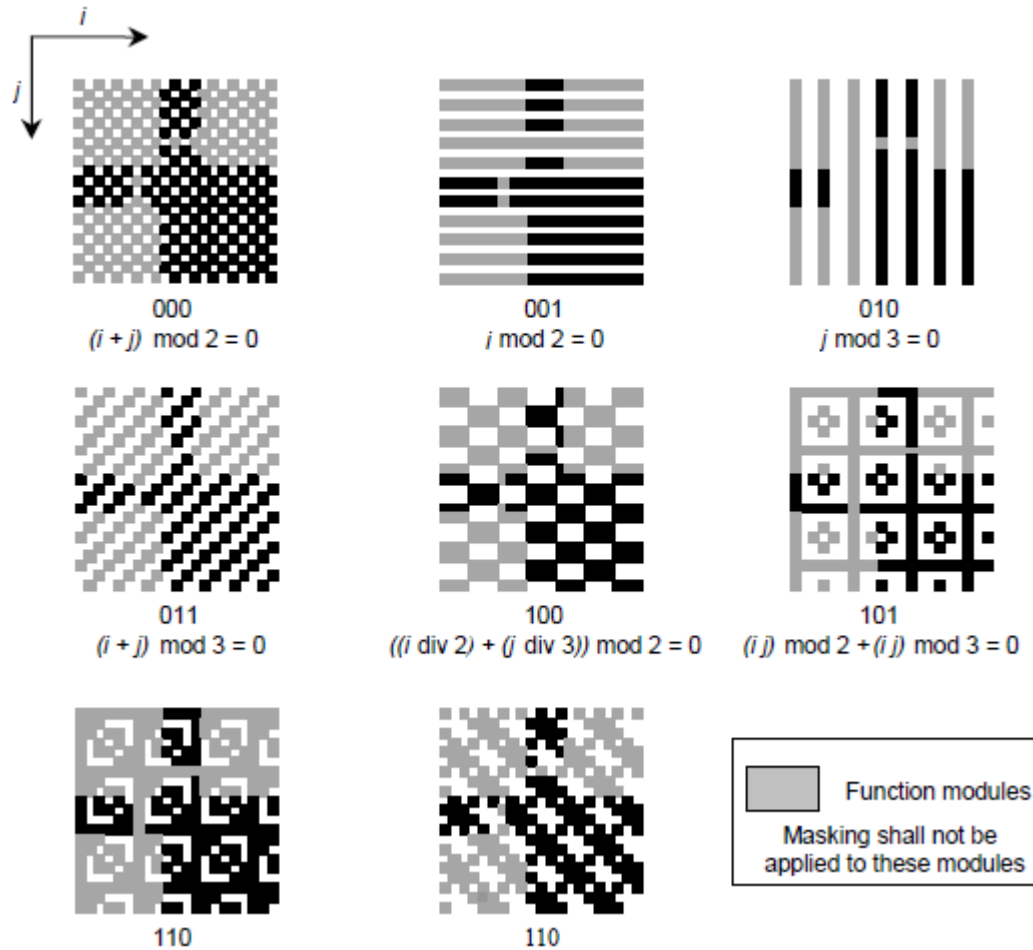 i
j
000
(i + j) mod 2 = 0
001
i mod 2 = 0
010
j mod 3 = 0
011
(i + j) mod 3 = 0
100
((i div 2) + (j div 3)) mod 2 = 0
101
(i j) mod 2 + (i j) mod 3 = 0
110
110
Function modules
Masking shall not be
applied to these modules